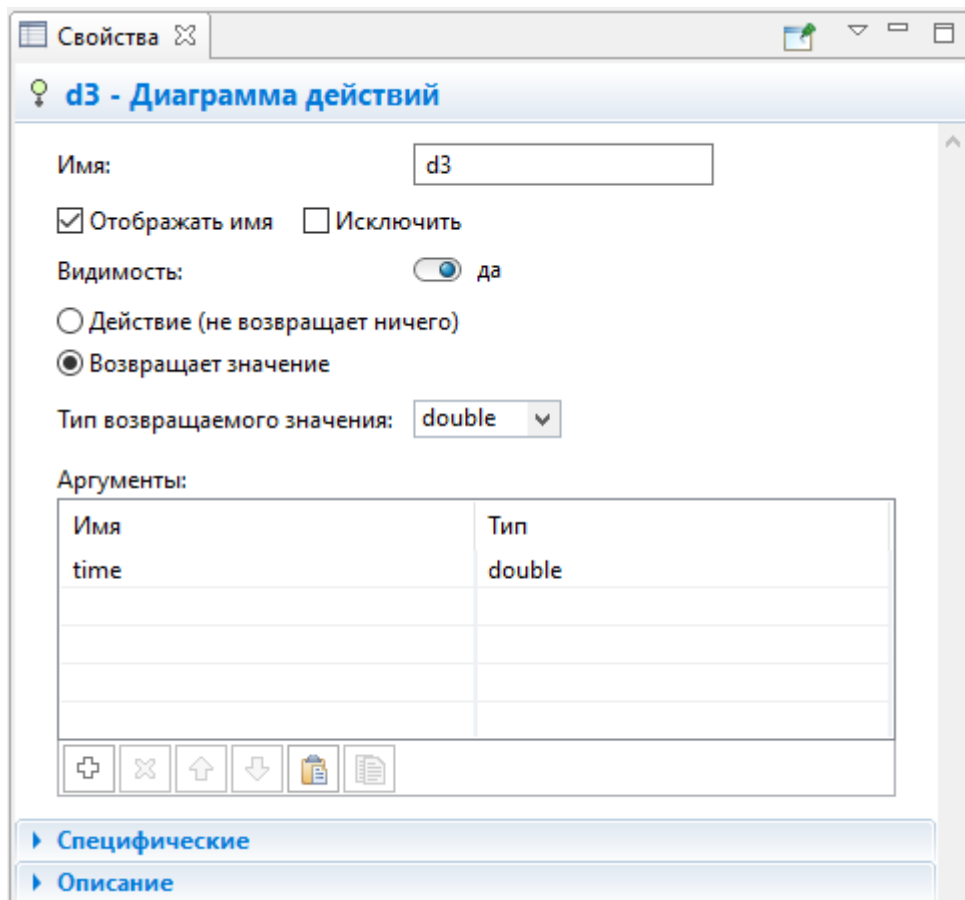 Свойства
d3 - Диаграмма действий
Имя: d3
Отображать имя Исключить
Видимость: да
Действие (не возвращает ничего)
Возвращает значение
Тип возвращаемого значения: double
Аргументы:
Имя Тип
time double
Специфические
Описание